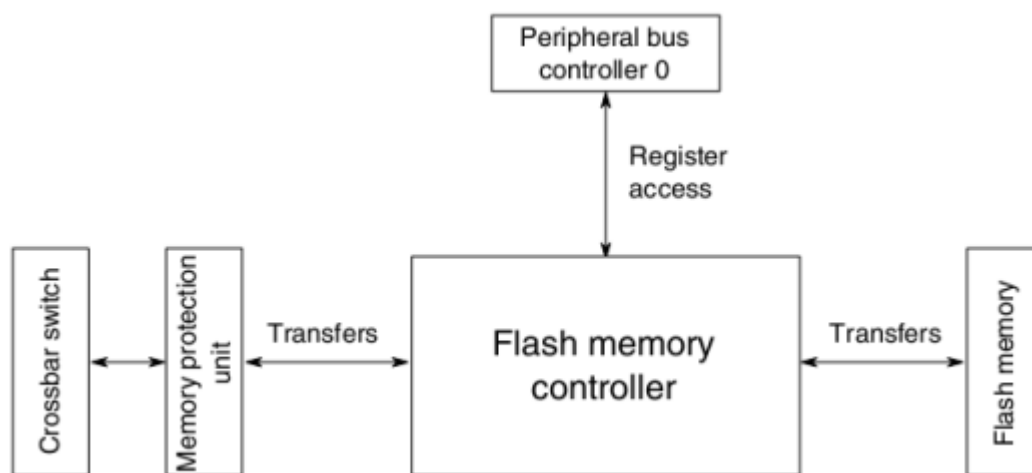 Peripheral bus
controller 0
Register
access
Crossbar switch
Memory protection
unit
Transfers
Flash memory
controller
Transfers
Flash memory